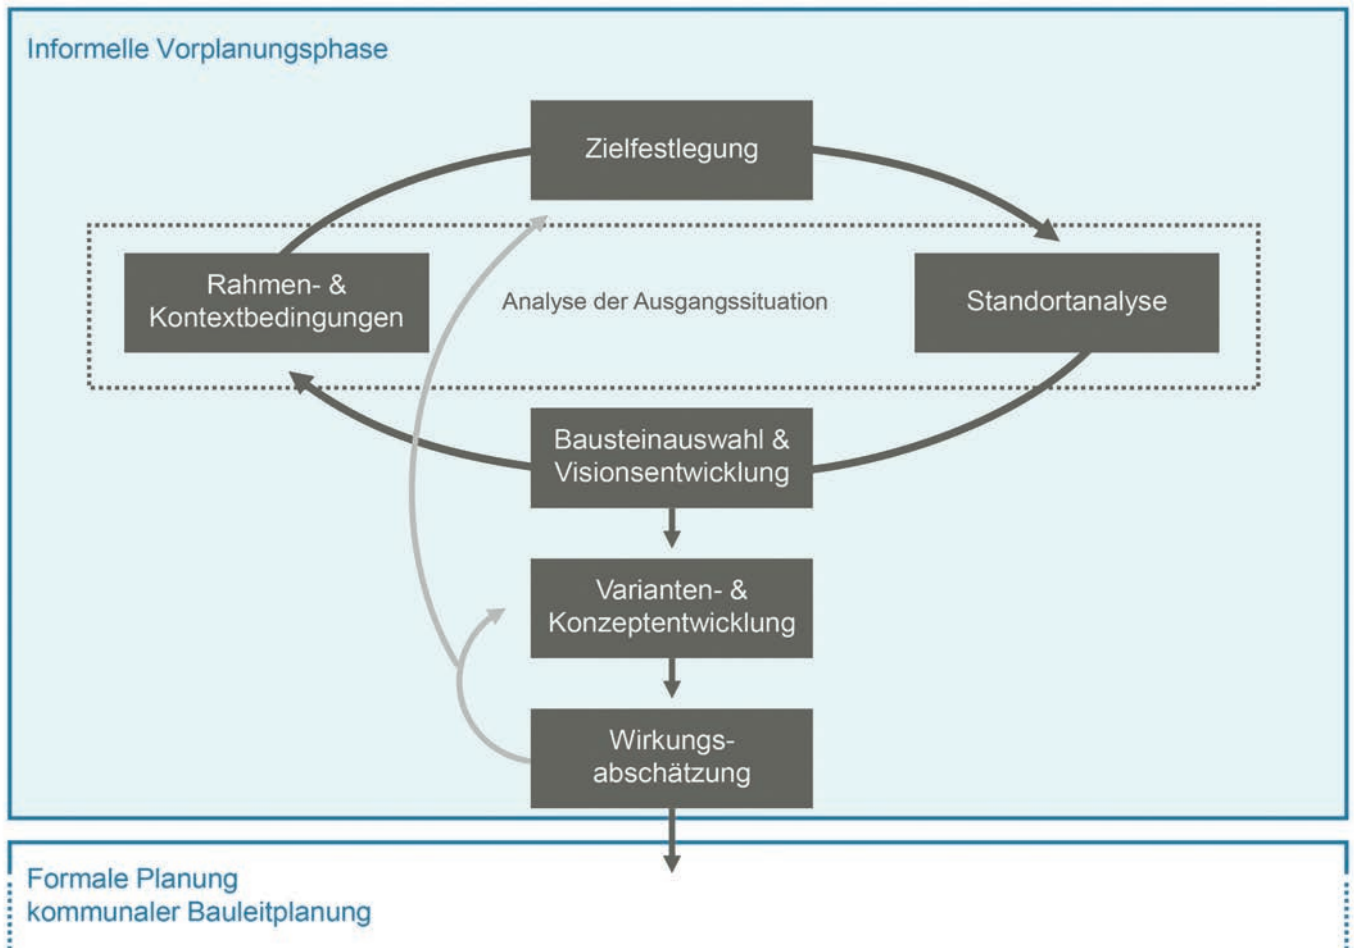 Informelle Vorplanungsphase
Zielfestlegung
Rahmen- &
Kontextbedingungen
Analyse der Ausgangssituation
Standortanalyse
Bausteinauswahl &
Visionsentwicklung
Varianten- &
Konzeptentwicklung
Wirkungs-
abschätzung
Formale Planung
kommunaler Bauleitplanung